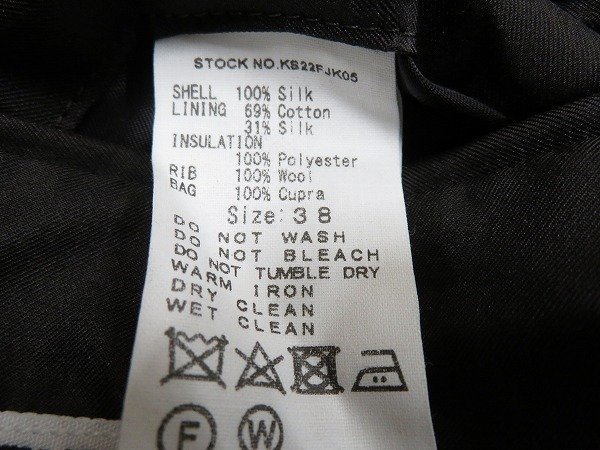 STOCK NO.KS22FJK05
SHELL 100% Silk
LINING 69% Cotton
31% Silk
INSULATION
100% Polyester
RIB 100% Wool
BAG 100% Cupra
Size: 38
DO NOT WASH
DO NOT BLEACH
DO NOT TUMBLE DRY
WARM IRON
DRY CLEAN
WET CLEAN
F W